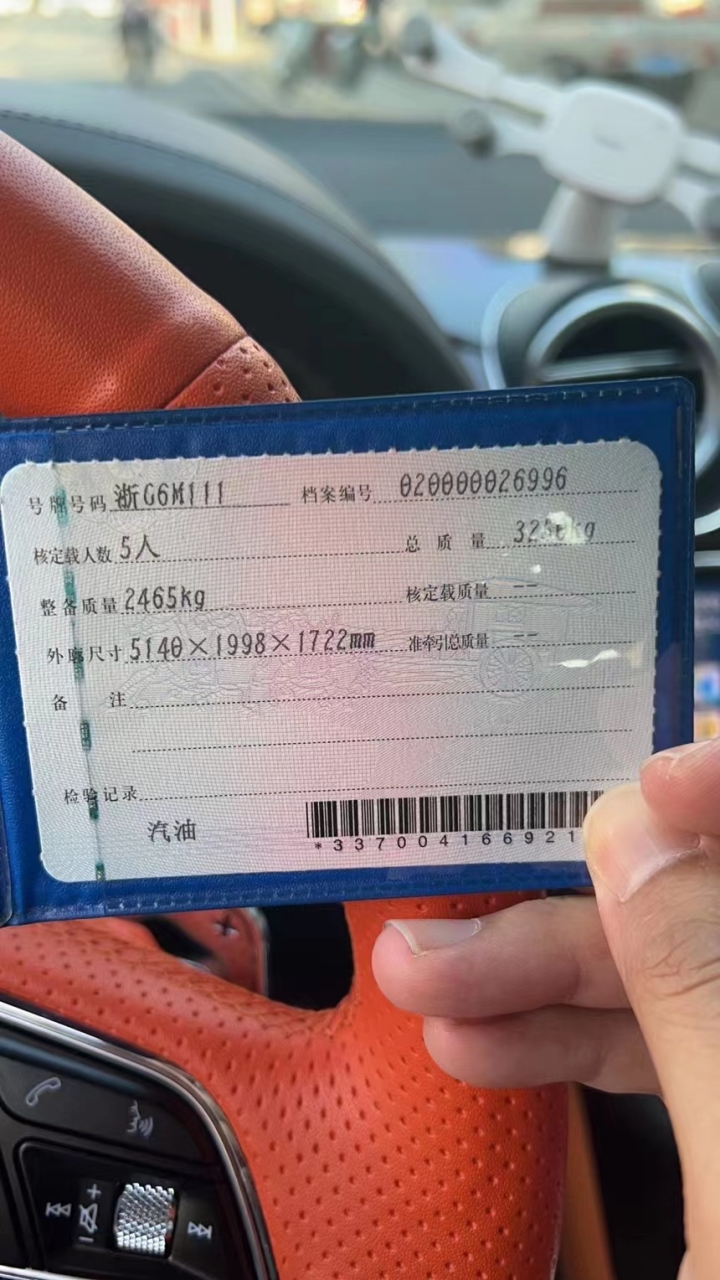 号牌号码 浙G6M111 档案编号 020000026996
核定载人数 5人 总质量
整备质量 2465kg 核定载质量 --
外廓尺寸 5140×1998×1722mm 准牵引总质量 --
备注
检验记录
汽油
*337004166921